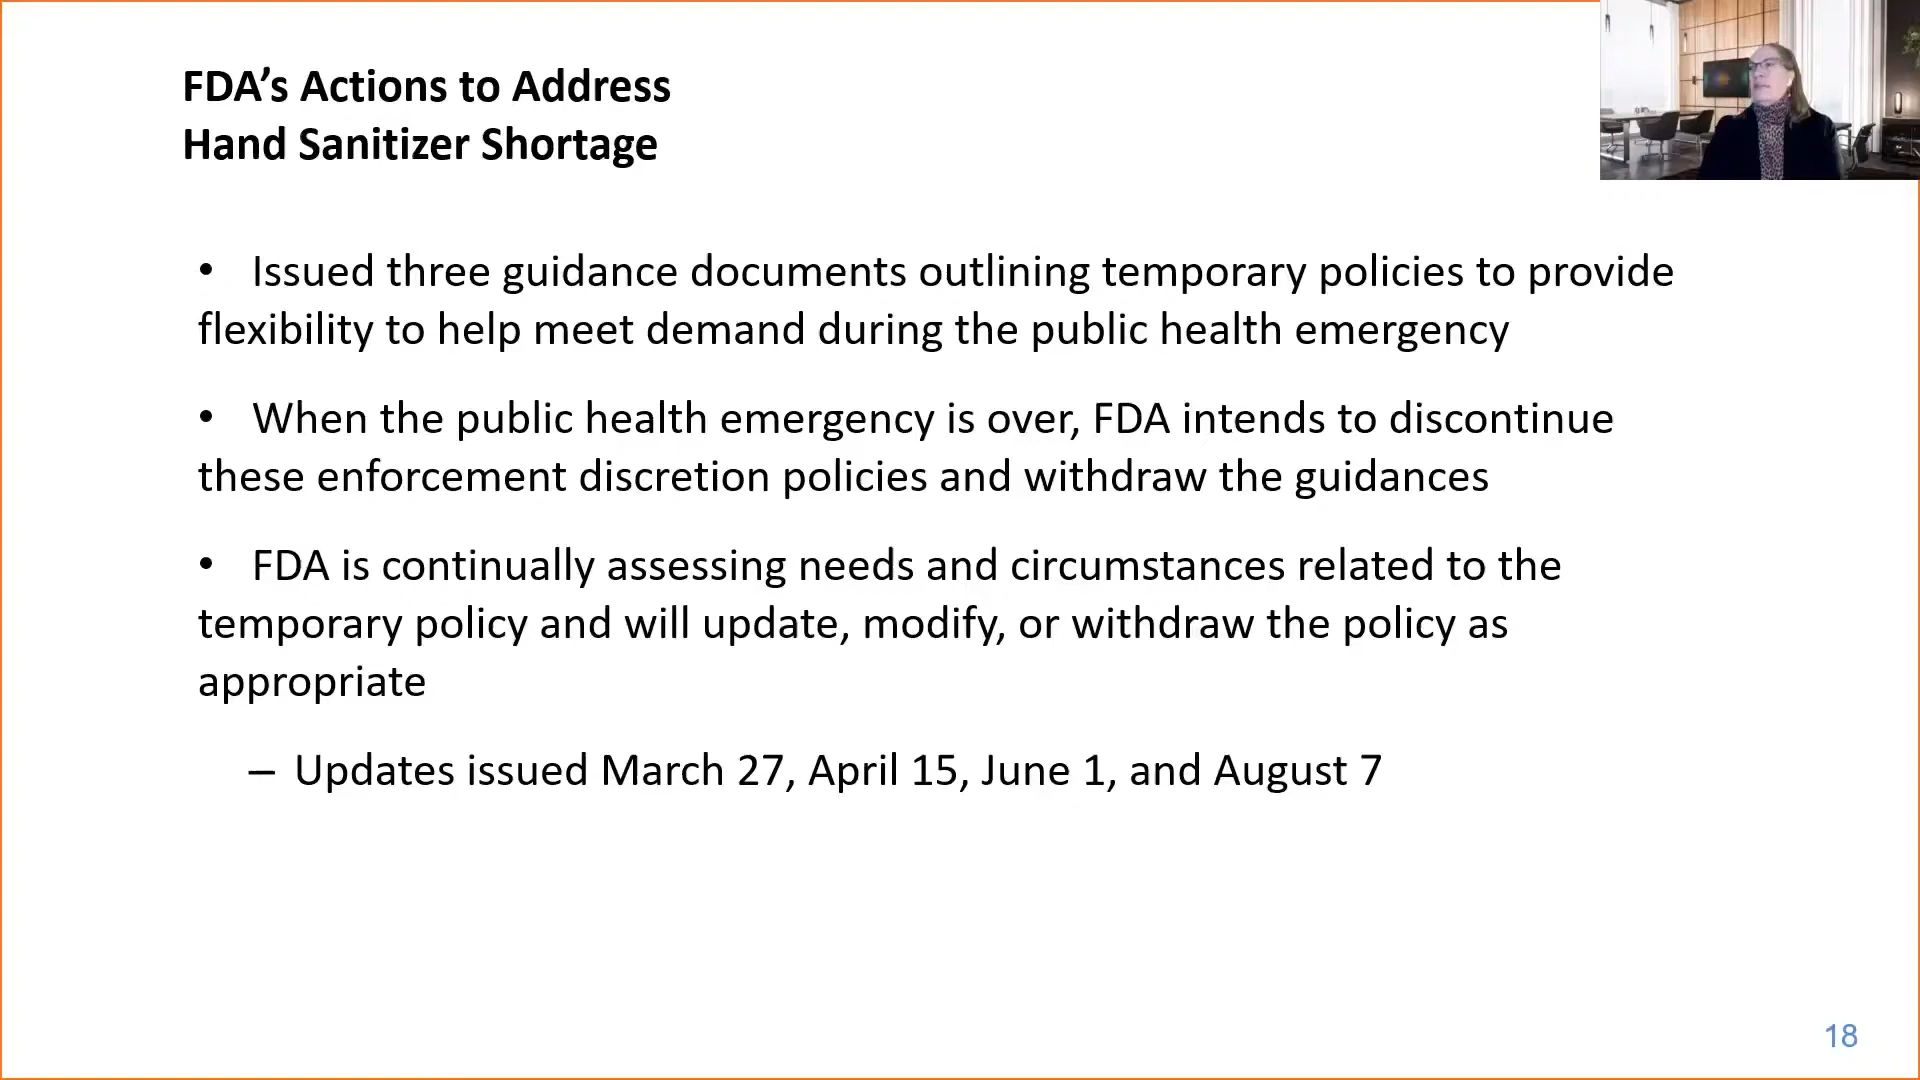 FDA’s Actions to Address
Hand Sanitizer Shortage
• Issued three guidance documents outlining temporary policies to provide
flexibility to help meet demand during the public health emergency
• When the public health emergency is over, FDA intends to discontinue
these enforcement discretion policies and withdraw the guidances
• FDA is continually assessing needs and circumstances related to the
temporary policy and will update, modify, or withdraw the policy as
appropriate
– Updates issued March 27, April 15, June 1, and August 7
18